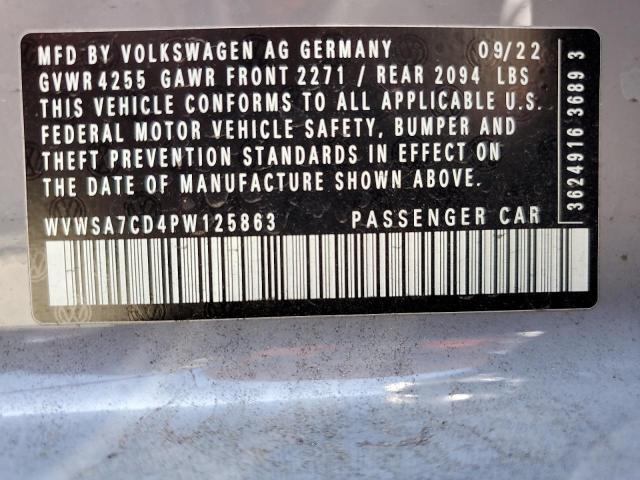 MFD BY VOLKSWAGEN AG GERMANY 09/22
GVWR 4255 GAWR FRONT 2271 / REAR 2094 LBS
THIS VEHICLE CONFORMS TO ALL APPLICABLE U.S.
FEDERAL MOTOR VEHICLE SAFETY, BUMPER AND
THEFT PREVENTION STANDARDS IN EFFECT ON
THE DATE OF MANUFACTURE SHOWN ABOVE.
WVWSA7CD4PW125863 PASSENGER CAR
3624916 3689 3